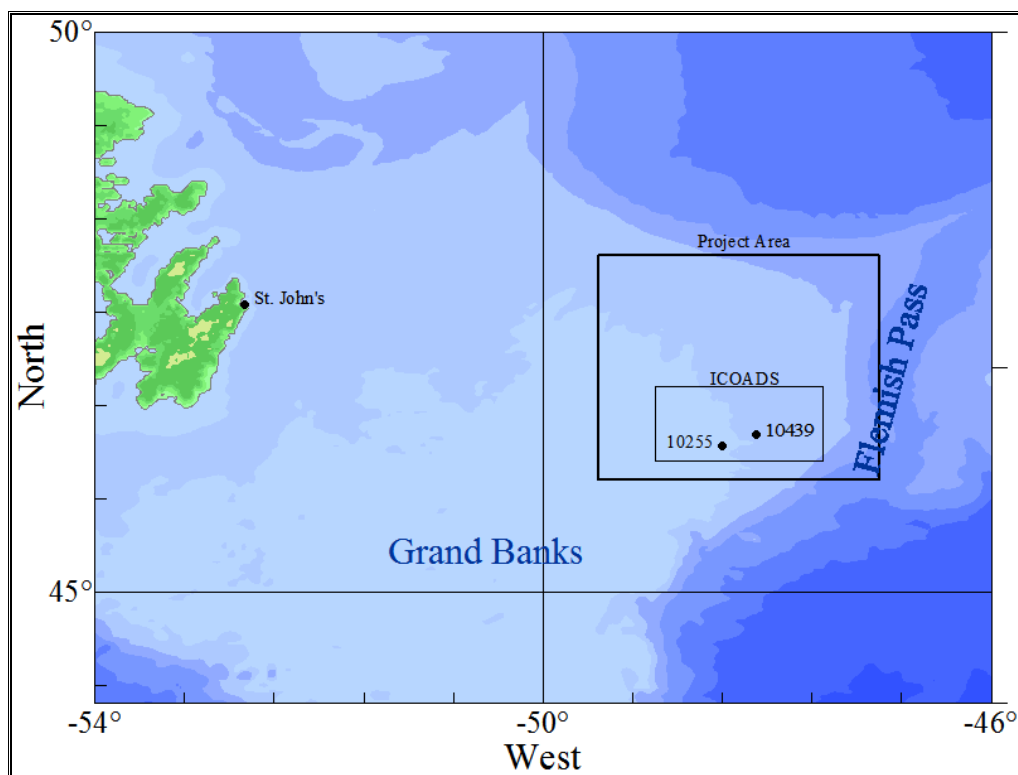 50°
Project Area
St. John's
Flemish Pass
North
ICOADS
10439
10255
Grand Banks
45°
-54°
-50°
-46°
West